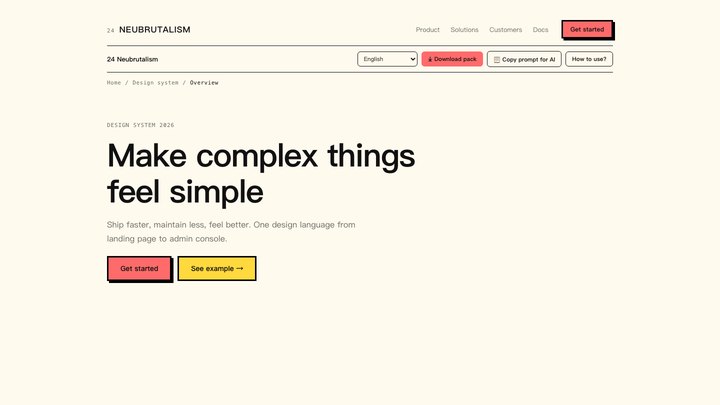 24 NEUBRUTALISM
Product Solutions Customers Docs Get started
24 Neubrutalism
English Download pack Copy prompt for AI How to use?
Home / Design system / Overview
DESIGN SYSTEM 2026
Make complex things
feel simple
Ship faster, maintain less, feel better. One design language from
landing page to admin console.
Get started See example →